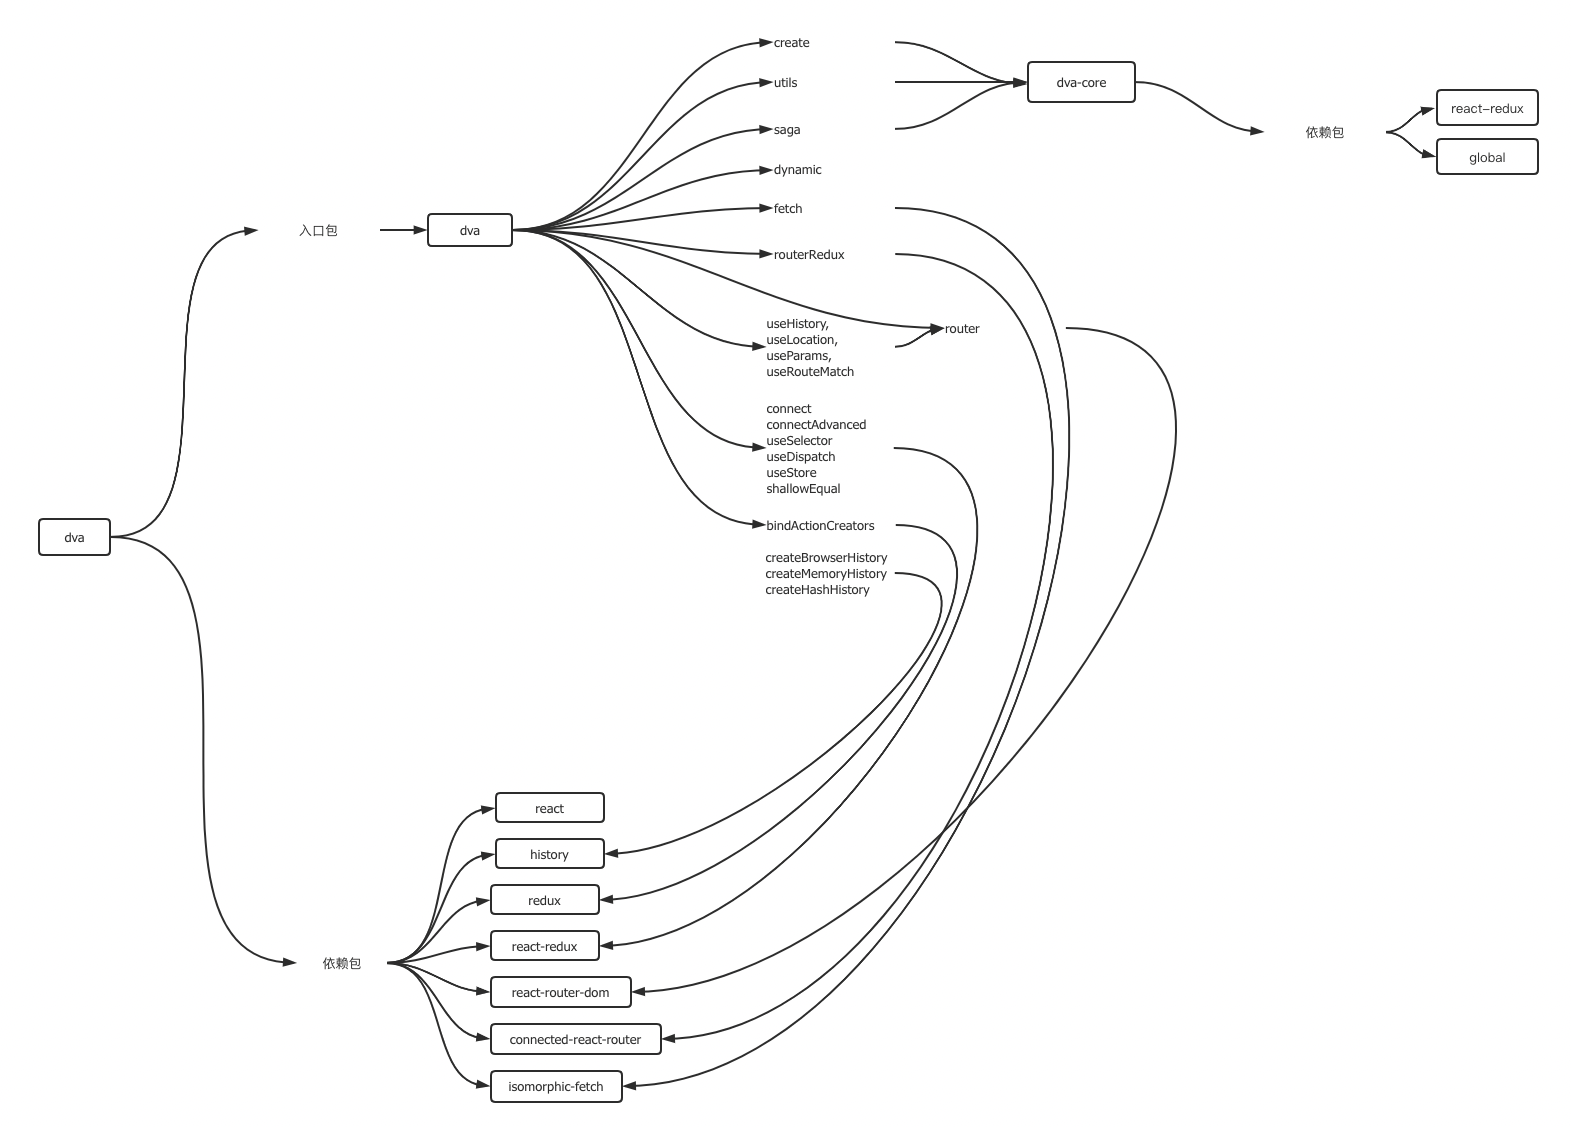 create
utils
saga
dynamic
fetch
routerRedux
dva-core
依赖包
react-redux
global
入口包
dva
useHistory,
useLocation,
useParams,
useRouteMatch
router
connect
connectAdvanced
useSelector
useDispatch
useStore
shallowEqual
bindActionCreators
createBrowserHistory
createMemoryHistory
createHashHistory
dva
依赖包
react
history
redux
react-redux
react-router-dom
connected-react-router
isomorphic-fetch